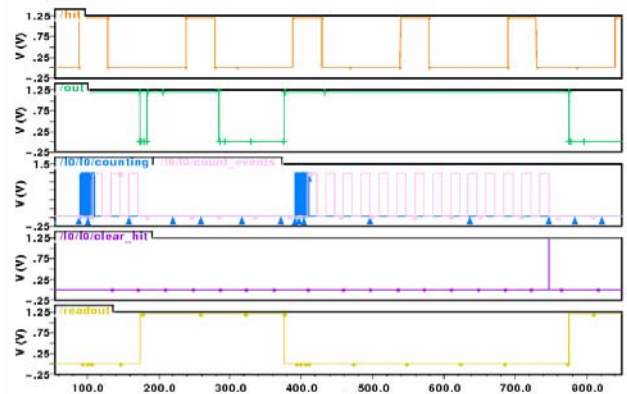 /hit
1.25
.75
.25
-.25
V (V)
/out
1.25
.75
.25
-.25
V (V)
/I0/I0/counting /I0/I0/count_events
1.5
-.25
V (V)
/I0/I0/clear_hit
1.25
.75
.25
-.25
V (V)
/readout
1.25
.75
.25
-.25
V (V)
100.0 200.0 300.0 400.0 500.0 600.0 700.0 800.0